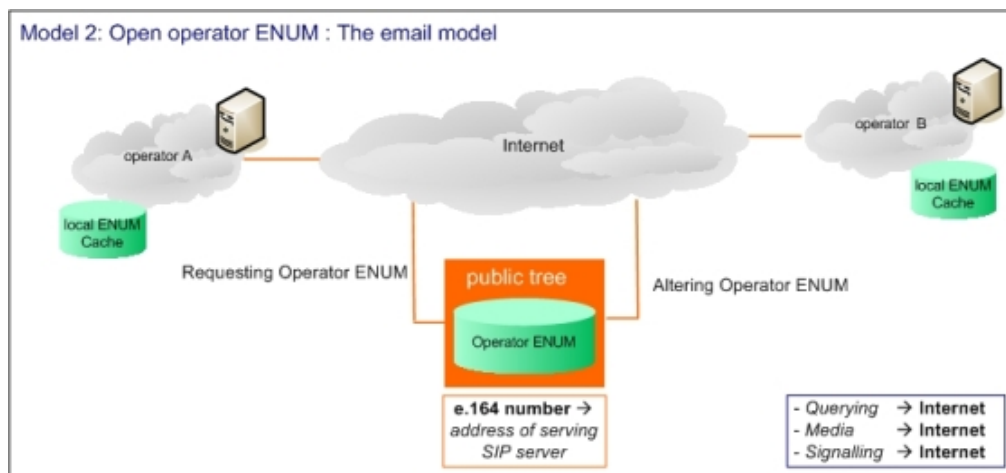 Model 2: Open operator ENUM : The email model
operator A
Internet
operator B
local ENUM
Cache
local ENUM
Cache
Requesting Operator ENUM
public tree
Altering Operator ENUM
Operator ENUM
e.164 number →
address of serving
SIP server
- Querying → Internet
- Media → Internet
- Signalling → Internet